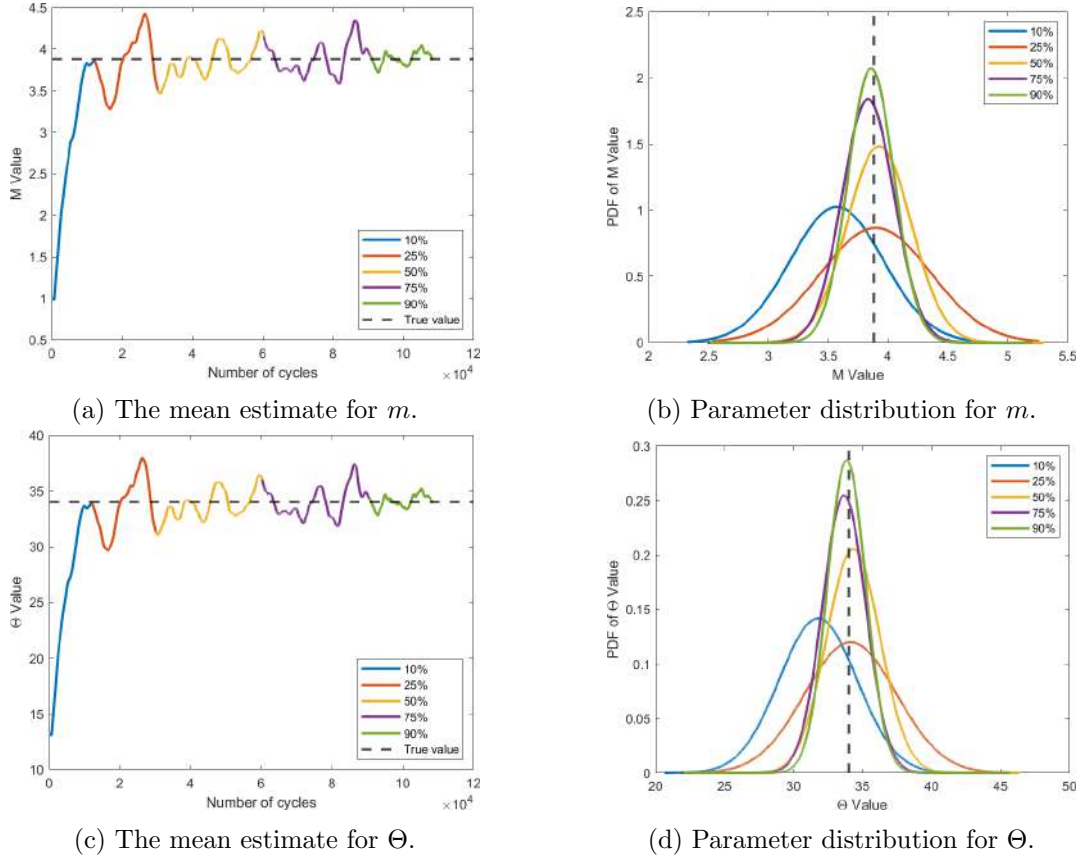 4.5
4
3.5
3
2.5
2
1.5
1
0.5
M Value
10%
25%
50%
75%
90%
True value
0 2 4 6 8 10 12
×10⁴
Number of cycles
2.5
2
1.5
1
0.5
0
PDF of M Value
10%
25%
50%
75%
90%
2 2.5 3 3.5 4 4.5 5 5.5
M Value
(a) The mean estimate for m.
(b) Parameter distribution for m.
40
35
30
25
20
15
10
Θ Value
10%
25%
50%
75%
90%
True value
0 2 4 6 8 10 12
×10⁴
Number of cycles
0.3
0.25
0.2
0.15
0.1
0.05
0
PDF of Θ Value
10%
25%
50%
75%
90%
20 25 30 35 40 45 50
Θ Value
(c) The mean estimate for Θ.
(d) Parameter distribution for Θ.